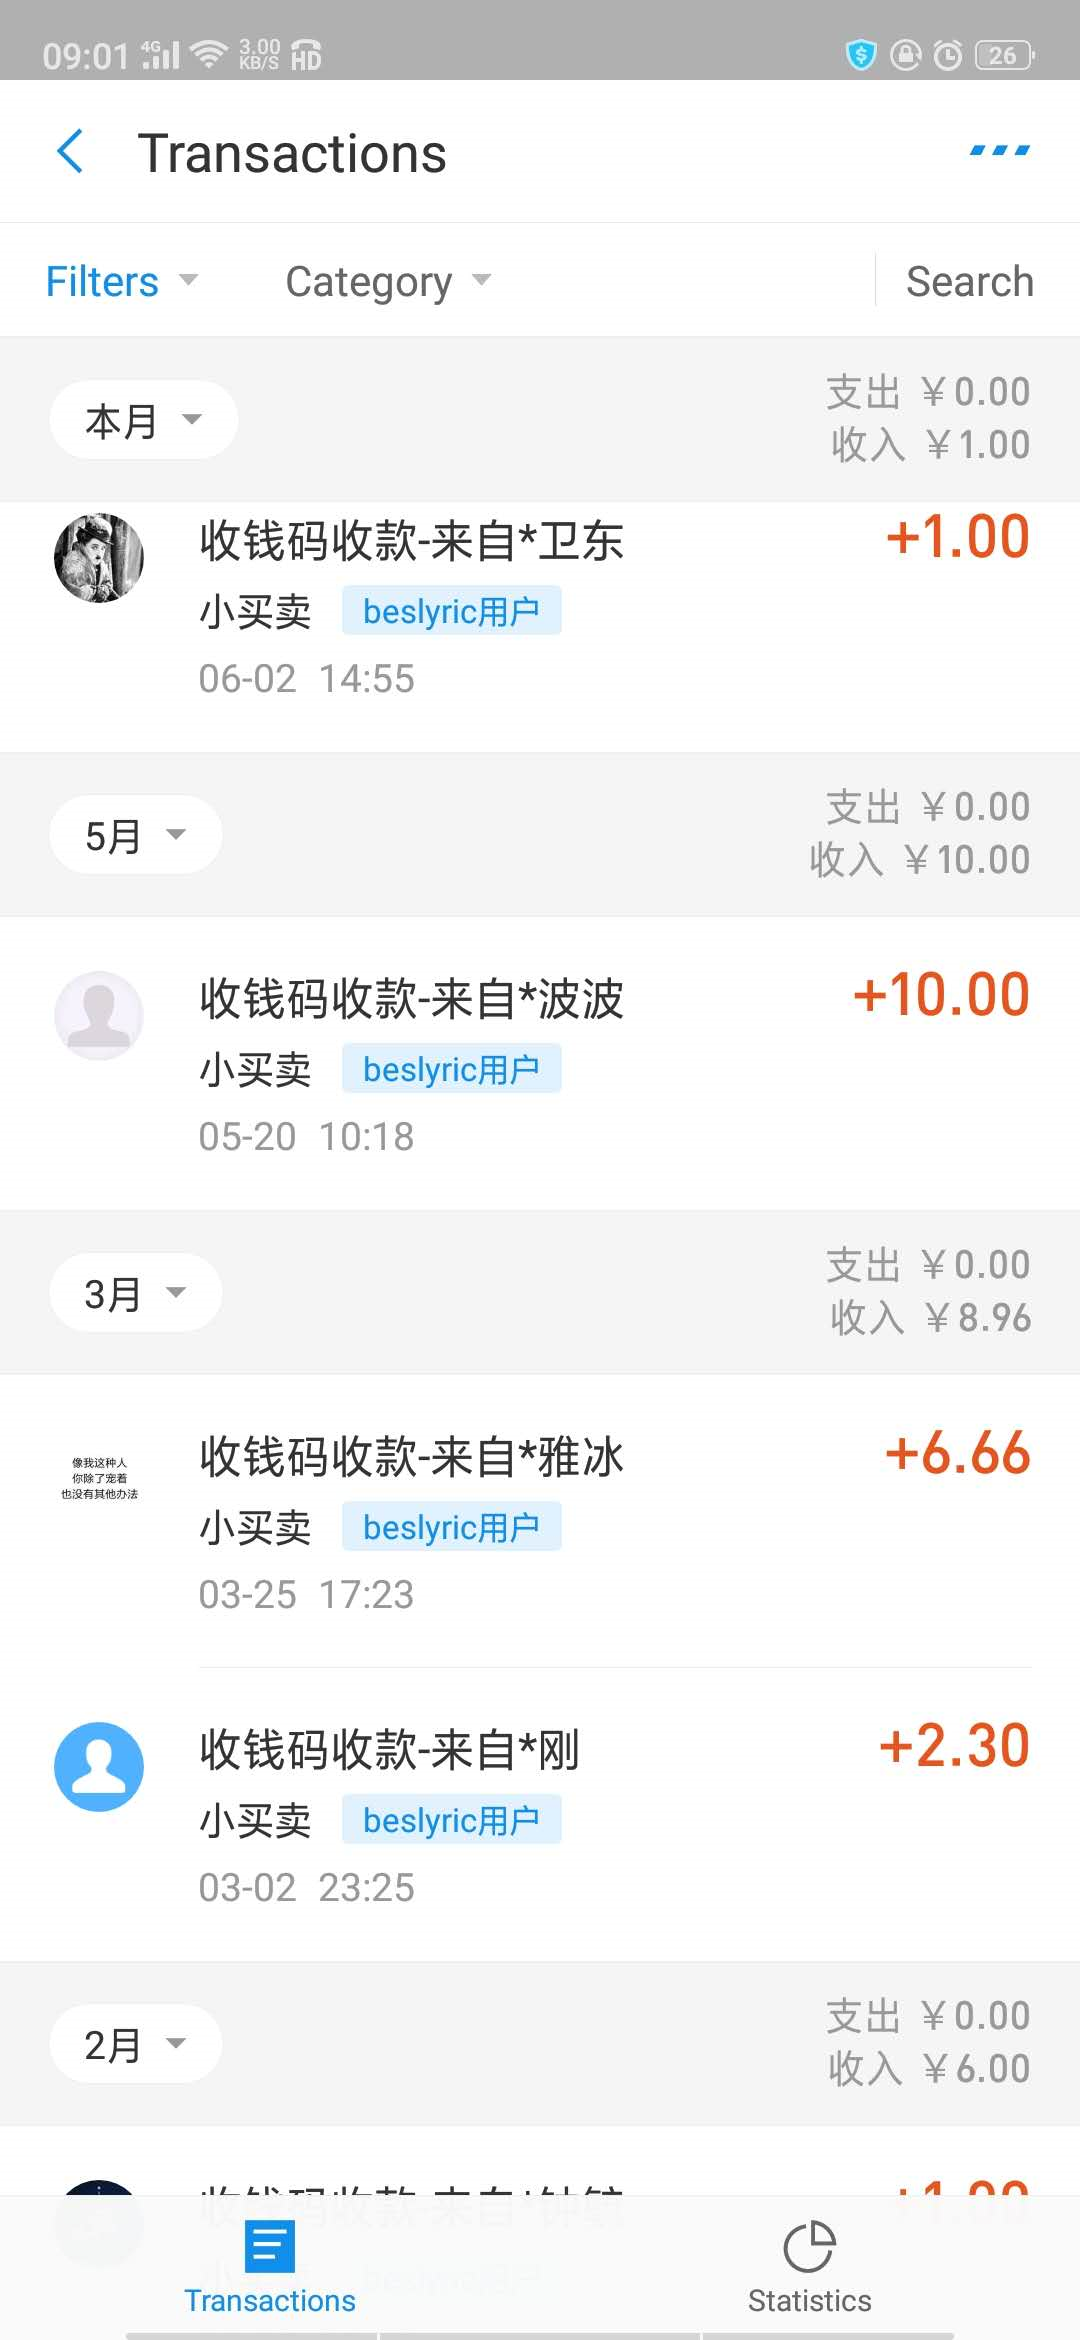 09:01 4G 3.00 KB/S HD 26
Transactions
Filters Category Search
本月
支出 ¥0.00
收入 ¥1.00
收钱码收款-来自*卫东 +1.00
小买卖 beslyric用户
06-02 14:55
5月
支出 ¥0.00
收入 ¥10.00
收钱码收款-来自*波波 +10.00
小买卖 beslyric用户
05-20 10:18
3月
支出 ¥0.00
收入 ¥8.96
像我这种人
你除了宠着
也没有其他办法
收钱码收款-来自*雅冰 +6.66
小买卖 beslyric用户
03-25 17:23
收钱码收款-来自*刚 +2.30
小买卖 beslyric用户
03-02 23:25
2月
支出 ¥0.00
收入 ¥6.00
收钱码收款-来自
Transactions Statistics